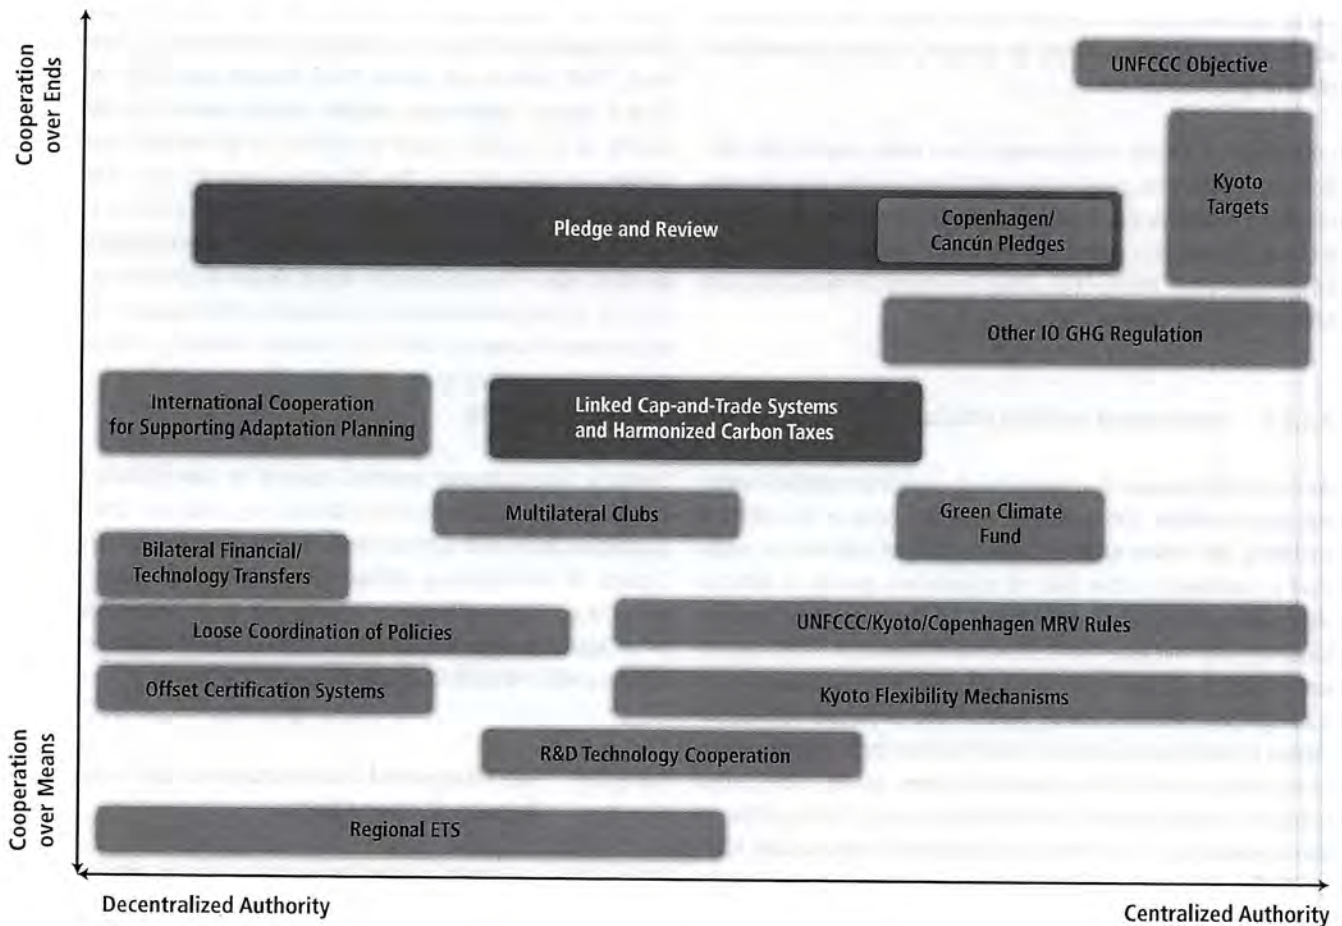 Cooperation
over Ends
UNFCCC Objective
Kyoto
Targets
Pledge and Review
Copenhagen/
Cancún Pledges
Other IO GHG Regulation
International Cooperation
for Supporting Adaptation Planning
Linked Cap-and-Trade Systems
and Harmonized Carbon Taxes
Multilateral Clubs
Green Climate
Fund
Bilateral Financial/
Technology Transfers
Loose Coordination of Policies
UNFCCC/Kyoto/Copenhagen MRV Rules
Offset Certification Systems
Kyoto Flexibility Mechanisms
R&D Technology Cooperation
Cooperation
over Means
Regional ETS
Decentralized Authority
Centralized Authority